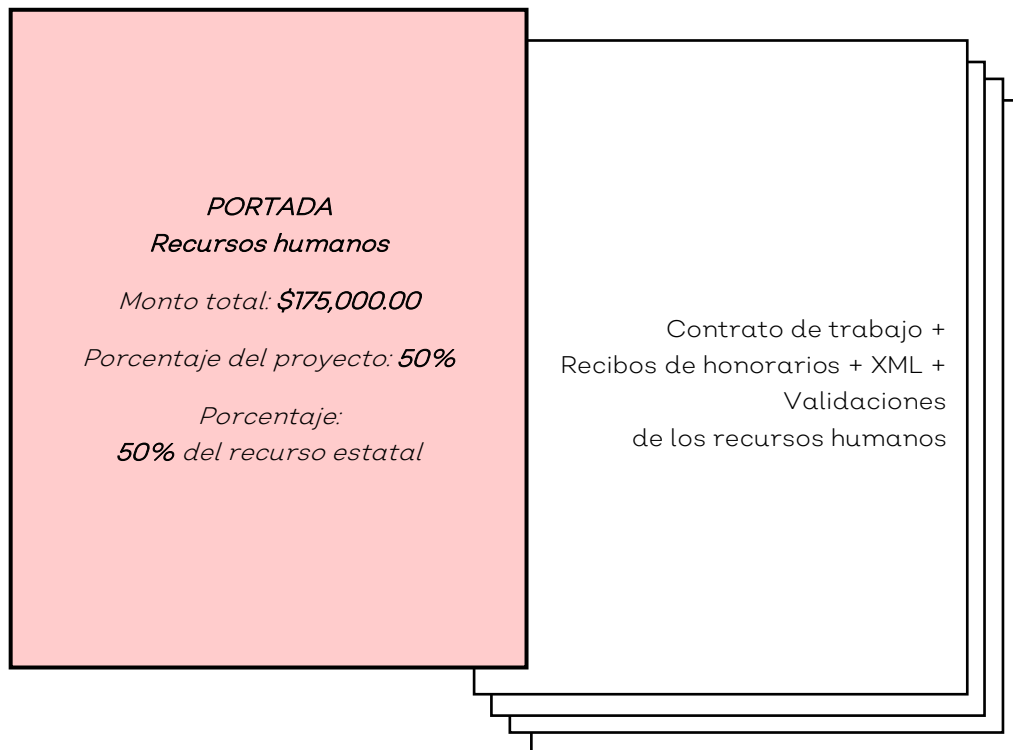 PORTADA
Recursos humanos
Monto total: $175,000.00
Porcentaje del proyecto: 50%
Porcentaje:
50% del recurso estatal
Contrato de trabajo +
Recibos de honorarios + XML +
Validaciones
de los recursos humanos